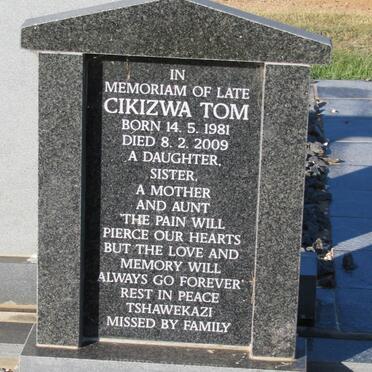 IN
MEMORIAM OF LATE
CIKIZWA TOM
BORN 14. 5. 1981
DIED 8. 2. 2009
A DAUGHTER,
SISTER,
A MOTHER
AND AUNT
'THE PAIN WILL
PIERCE OUR HEARTS
BUT THE LOVE AND
MEMORY WILL
ALWAYS GO FOREVER'
REST IN PEACE
TSHAWEKAZI
MISSED BY FAMILY